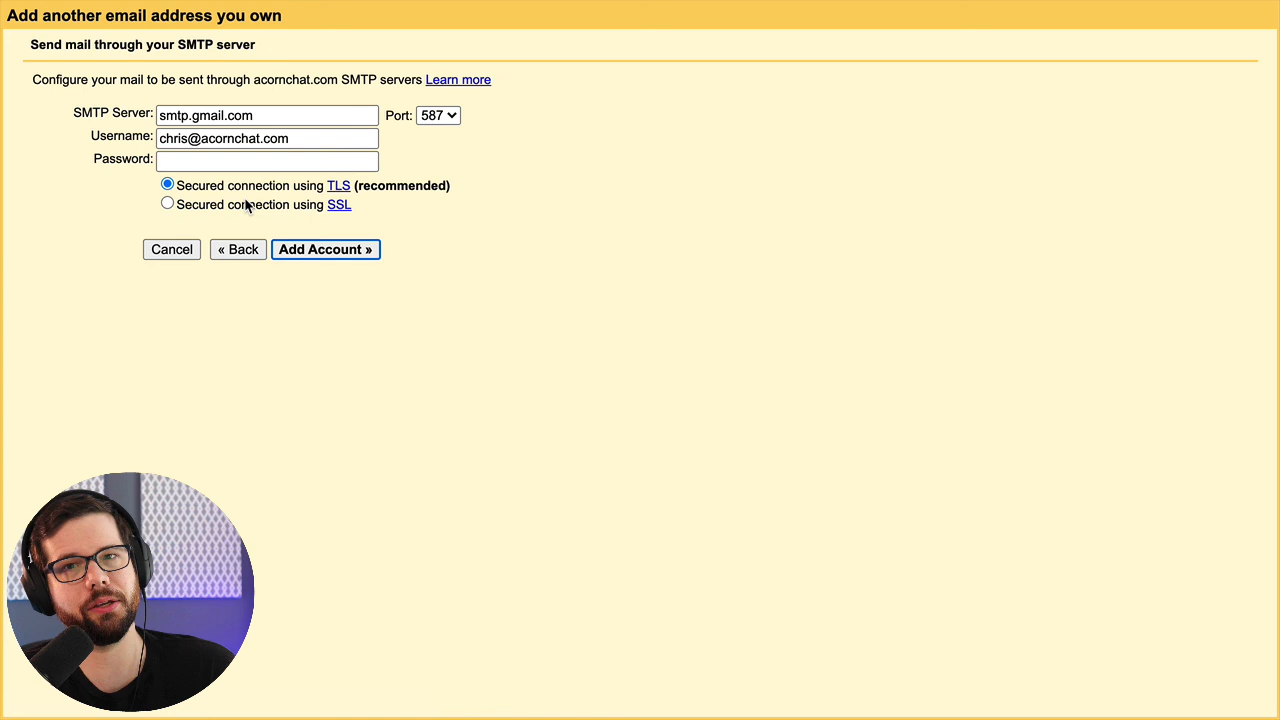 Add another email address you own
Send mail through your SMTP server
Configure your mail to be sent through acornchat.com SMTP servers Learn more
SMTP Server: smtp.gmail.com Port: 587
Username: chris@acornchat.com
Password:
Secured connection using TLS (recommended)
Secured connection using SSL
Cancel « Back Add Account »